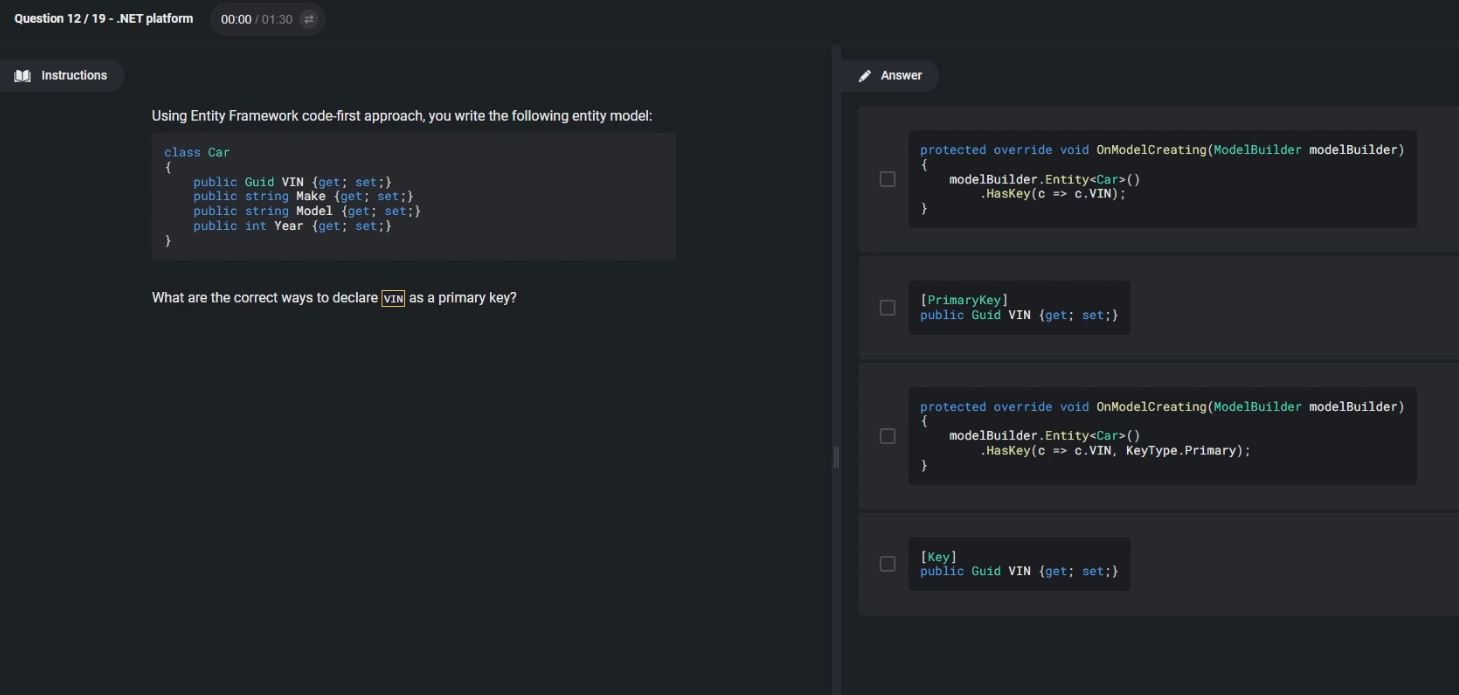 Question 12 / 19 - .NET platform
00:00 / 01:30
Instructions
Using Entity Framework code-first approach, you write the following entity model:
class Car
{
    public Guid VIN {get; set;}
    public string Make {get; set;}
    public string Model {get; set;}
    public int Year {get; set;}
}
What are the correct ways to declare VIN as a primary key?
Answer
protected override void OnModelCreating(ModelBuilder modelBuilder)
{
    modelBuilder.Entity<Car>()
        .HasKey(c => c.VIN);
}
[PrimaryKey]
public Guid VIN {get; set;}
protected override void OnModelCreating(ModelBuilder modelBuilder)
{
    modelBuilder.Entity<Car>()
        .HasKey(c => c.VIN, KeyType.Primary);
}
[Key]
public Guid VIN {get; set;}